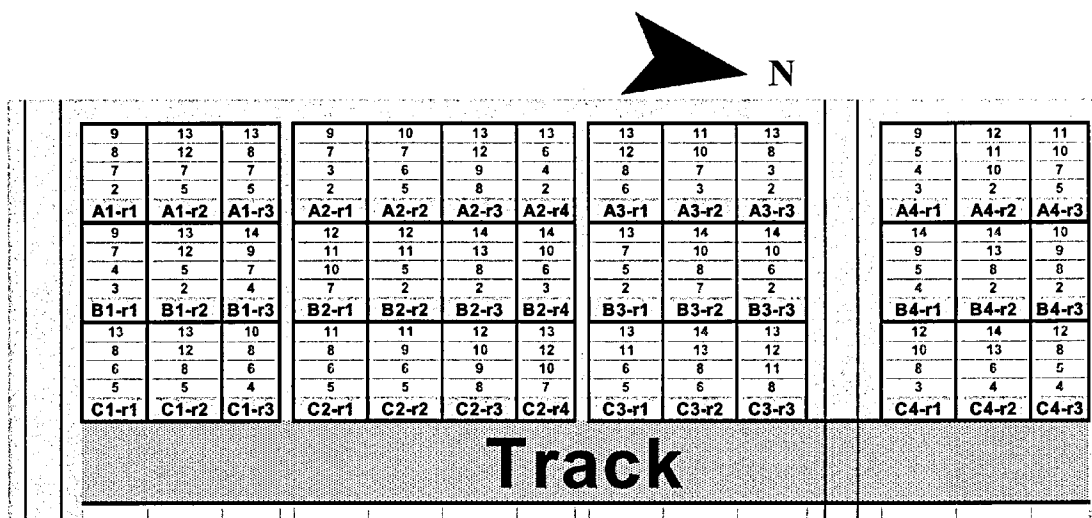 N
9 13 13 9 10 13 13 13 11 13 9 12 11
8 12 8 7 7 12 6 12 10 8 5 11 10
7 7 7 3 6 9 4 8 7 3 4 10 7
2 5 5 2 5 8 2 6 3 2 3 2 5
A1-r1 A1-r2 A1-r3 A2-r1 A2-r2 A2-r3 A2-r4 A3-r1 A3-r2 A3-r3 A4-r1 A4-r2 A4-r3
9 13 14 12 12 14 14 13 14 14 14 14 10
7 12 9 11 11 13 10 7 10 10 9 13 9
4 5 7 10 5 8 6 5 8 6 5 8 8
3 2 4 7 2 2 3 2 7 2 4 2 2
B1-r1 B1-r2 B1-r3 B2-r1 B2-r2 B2-r3 B2-r4 B3-r1 B3-r2 B3-r3 B4-r1 B4-r2 B4-r3
13 13 10 11 11 12 13 13 14 13 12 14 12
8 12 8 8 9 10 12 11 13 12 10 13 8
6 8 6 6 6 9 10 6 8 11 8 6 5
5 5 4 5 5 8 7 5 6 8 3 4 4
C1-r1 C1-r2 C1-r3 C2-r1 C2-r2 C2-r3 C2-r4 C3-r1 C3-r2 C3-r3 C4-r1 C4-r2 C4-r3
Track